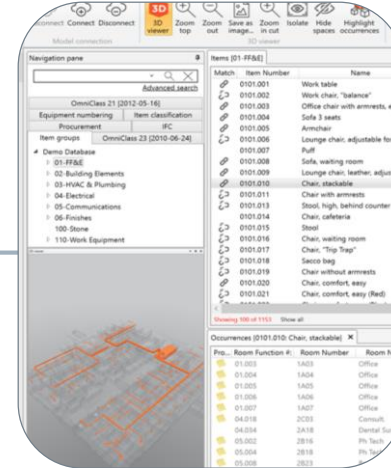 Connect Disconnect
3D viewer
Zoom top
Zoom out
Save as image...
Zoom in cut
Isolate
Hide spaces
Highlight occurrences
Model connection
3D viewer
Navigation pane
Advanced search
OmniClass 21 [2012-05-16]
Equipment numbering Item classification
Procurement IFC
Item groups OmniClass 23 [2010-06-24]
Demo Database
01-FF&E
02-Building Elements
03-HVAC & Plumbing
04-Electrical
05-Communications
06-Finishes
100-Stone
110-Work Equipment
Items [01-FF&E]
Match Item Number Name
0101.001 Work table
0101.002 Work chair, "balance"
0101.003 Office chair with armrests,
0101.004 Sofa 3 seats
0101.005 Armchair
0101.006 Lounge chair, adjustable
0101.007 Puff
0101.008 Sofa, waiting room
0101.009 Lounge chair, leather,
0101.010 Chair, stackable
0101.011 Chair with armrests
0101.013 Stool, high, behind counter
0101.014 Chair, cafeteria
0101.015 Stool
0101.016 Chair, waiting room
0101.017 Chair, "Trip Trap"
0101.018 Sacco bag
0101.019 Chair without armrests
0101.020 Chair, comfort, easy
0101.021 Chair, comfort, easy (Red)
Showing 100 of 1153 Show all
Occurrences [0101.010: Chair, stackable]
Pro... Room Function #: Room Number Room
01.003 1A03 Office
01.004 1A04 Office
01.005 1A05 Office
01.006 1A06 Office
01.007 1A07 Office
04.018 2C03 Consult.
04.034 2A18 Dental
05.002 2B16 Ph Tech
05.004 2B18 Ph
05.008 2B23